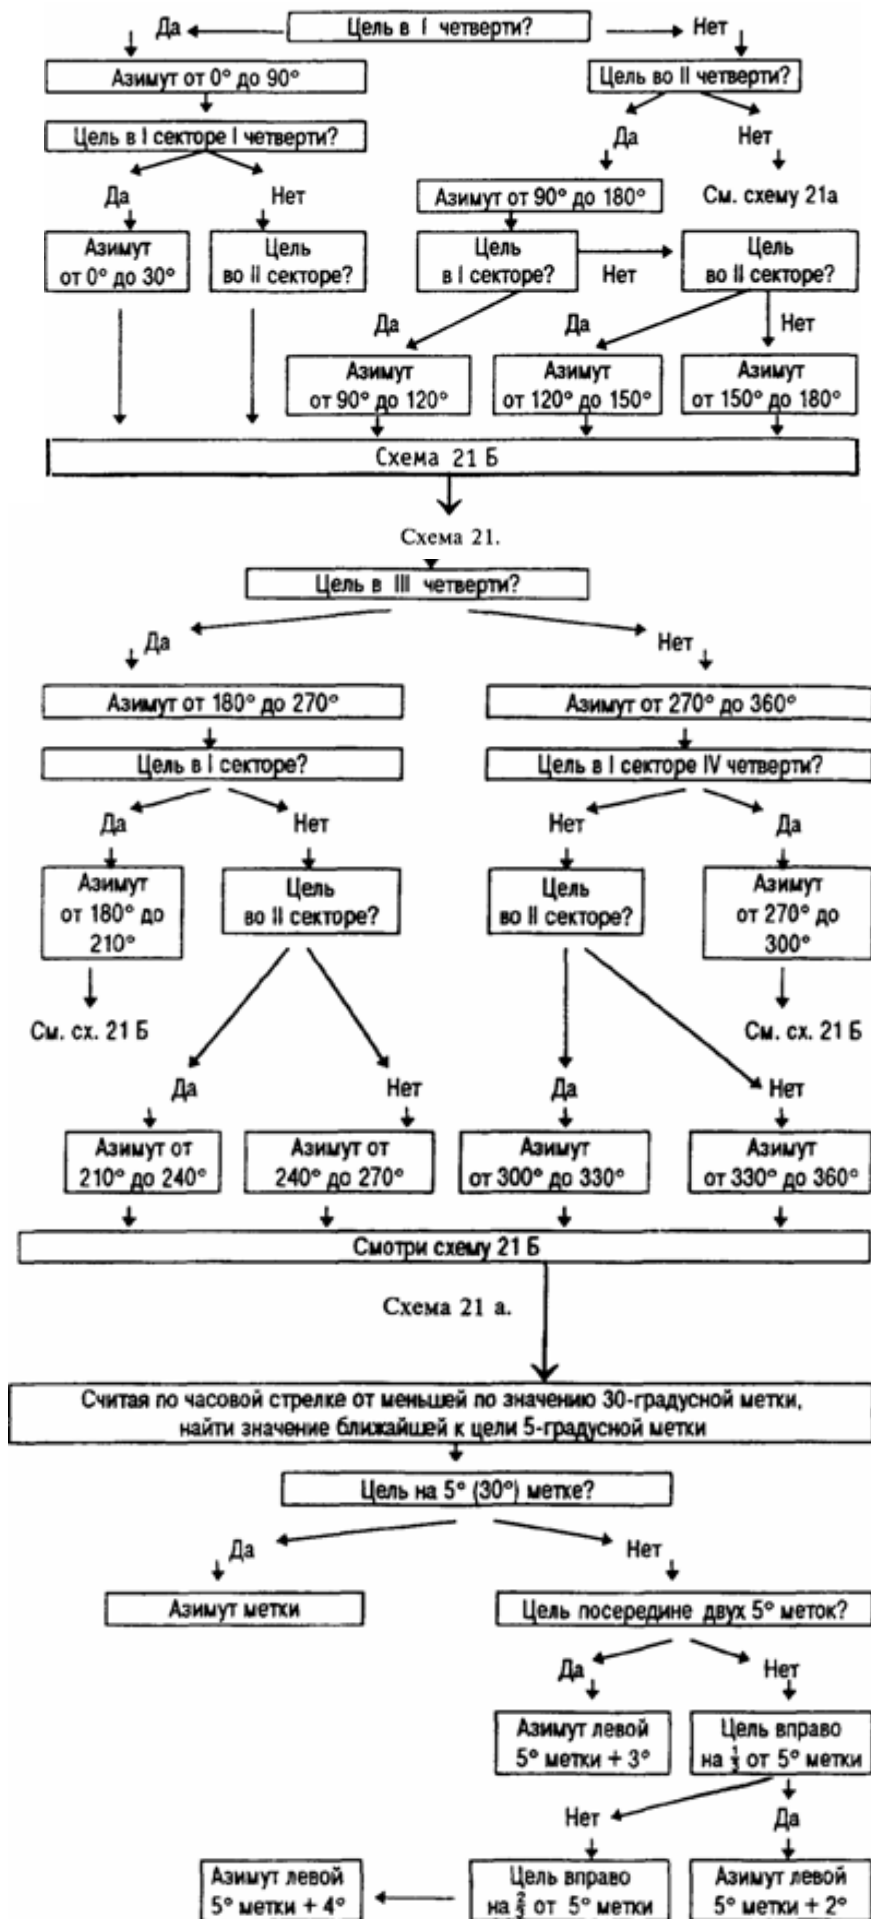 Да
Цель в I четверти?
Нет
Азимут от 0° до 90°
Цель во II четверти?
Цель в I секторе I четверти?
Да
Нет
Да
Нет
Азимут от 90° до 180°
См. схему 21а
Азимут
от 0° до 30°
Цель
во II секторе?
Цель
в I секторе?
Нет
Цель
во II секторе?
Да
Да
Нет
Азимут
от 90° до 120°
Азимут
от 120° до 150°
Азимут
от 150° до 180°
Схема 21 Б
Схема 21.
Цель в III четверти?
Да
Нет
Азимут от 180° до 270°
Азимут от 270° до 360°
Цель в I секторе?
Цель в I секторе IV четверти?
Да
Нет
Нет
Да
Азимут
от 180° до
210°
Цель
во II секторе?
Цель
во II секторе?
Азимут
от 270° до
300°
См. сх. 21 Б
См. сх. 21 Б
Да
Нет
Да
Нет
Азимут от
210° до 240°
Азимут от
240° до 270°
Азимут
от 300° до 330°
Азимут
от 330° до 360°
Смотри схему 21 Б
Схема 21 а.
Считая по часовой стрелке от меньшей по значению 30-градусной метки,
найти значение ближайшей к цели 5-градусной метки
Цель на 5° (30°) метке?
Да
Нет
Азимут метки
Цель посередине двух 5° меток?
Да
Нет
Азимут левой
5° метки + 3°
Цель вправо
на ⅓ от 5° метки
Нет
Да
Азимут левой
5° метки + 4°
Цель вправо
на ⅔ от 5° метки
Азимут левой
5° метки + 2°